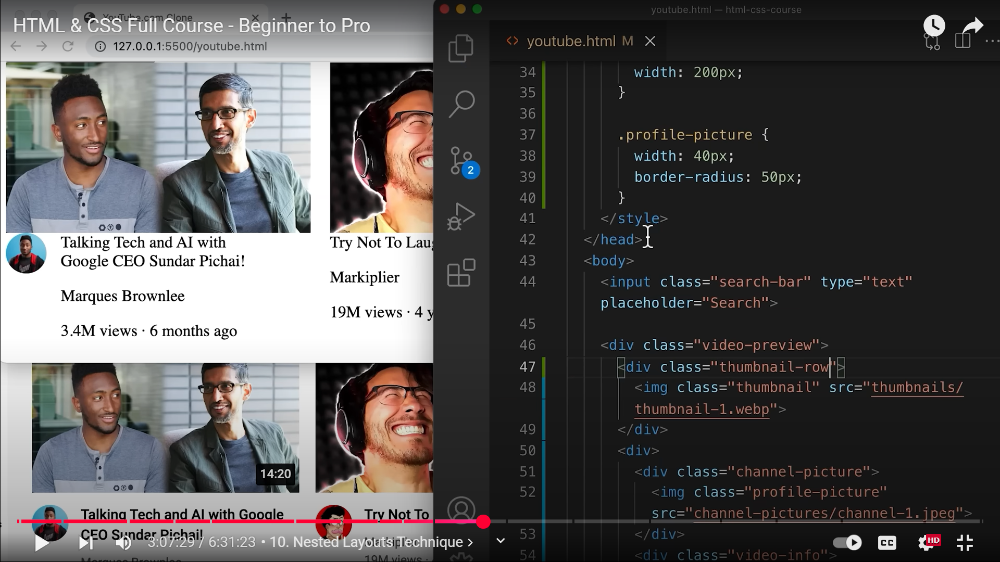 YouTube.com Clone
HTML & CSS Full Course - Beginner to Pro
127.0.0.1:5500/youtube.html
Talking Tech and AI with
Google CEO Sundar Pichai!
Marques Brownlee
3.4M views · 6 months ago
Try Not To Laug
Markiplier
19M views · 4 y
14:20
Talking Tech and AI with Google
CEO Sundar Pichai!
Marques Brownlee
Try Not To
Markiplier
19M views ·
youtube.html — html-css-course
youtube.html M
2
34 width: 200px;
35 }
36
37 .profile-picture {
38 width: 40px;
39 border-radius: 50px;
40 }
41 </style>
42 </head>
43 <body>
44 <input class="search-bar" type="text"
placeholder="Search">
45
46 <div class="video-preview">
47 <div class="thumbnail-row">
48 <img class="thumbnail" src="thumbnails/
thumbnail-1.webp">
49 </div>
50 <div>
51 <div class="channel-picture">
52 <img class="profile-picture"
src="channel-pictures/channel-1.jpeg">
53 </div>
54 <div class="video-info">
3:07:29 / 6:31:23 • 10. Nested Layouts Technique
CC
HD